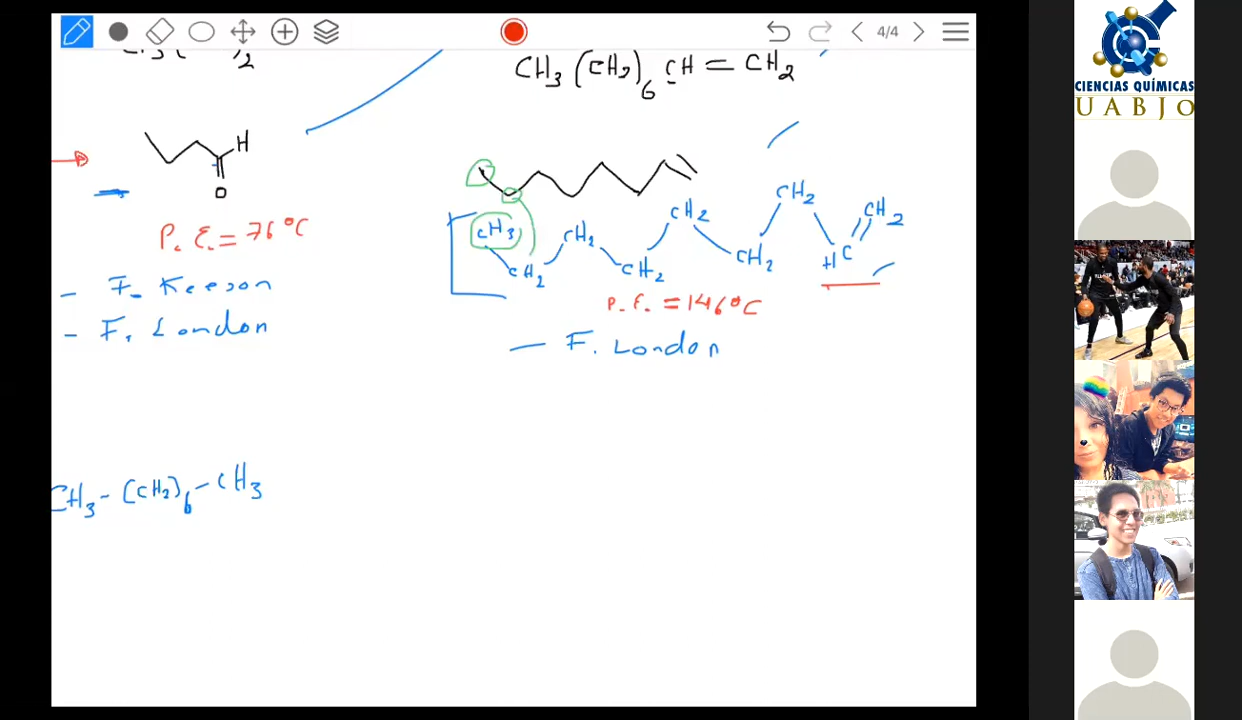 4/4
CH3 (CH2)6 CH = CH2
H
O
P. E. = 76°C
- F. Keeson
- F. London
CH3
CH2
CH2
CH2
CH2
CH2
CH2
HC
CH2
P. E. = 146°C
- F. London
CH3 - (CH2)6 - CH3
CIENCIAS QUÍMICAS
UABJO